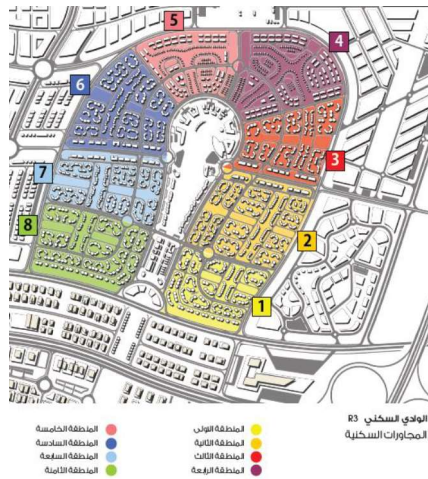 5
4
6
3
7
2
8
1
الوادي السكني R3
المجاورات السكنية
المنطقة الاولى
المنطقة الثانية
المنطقة الثالث
المنطقة الرابعة
المنطقة الخامسة
المنطقة السادسة
المنطقة السابعة
المنطقة الثامنة